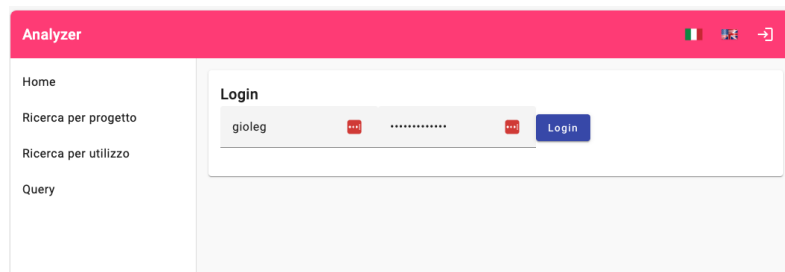 Analyzer
Home
Ricerca per progetto
Ricerca per utilizzo
Query
Login
gioleg ••••••••••••• Login